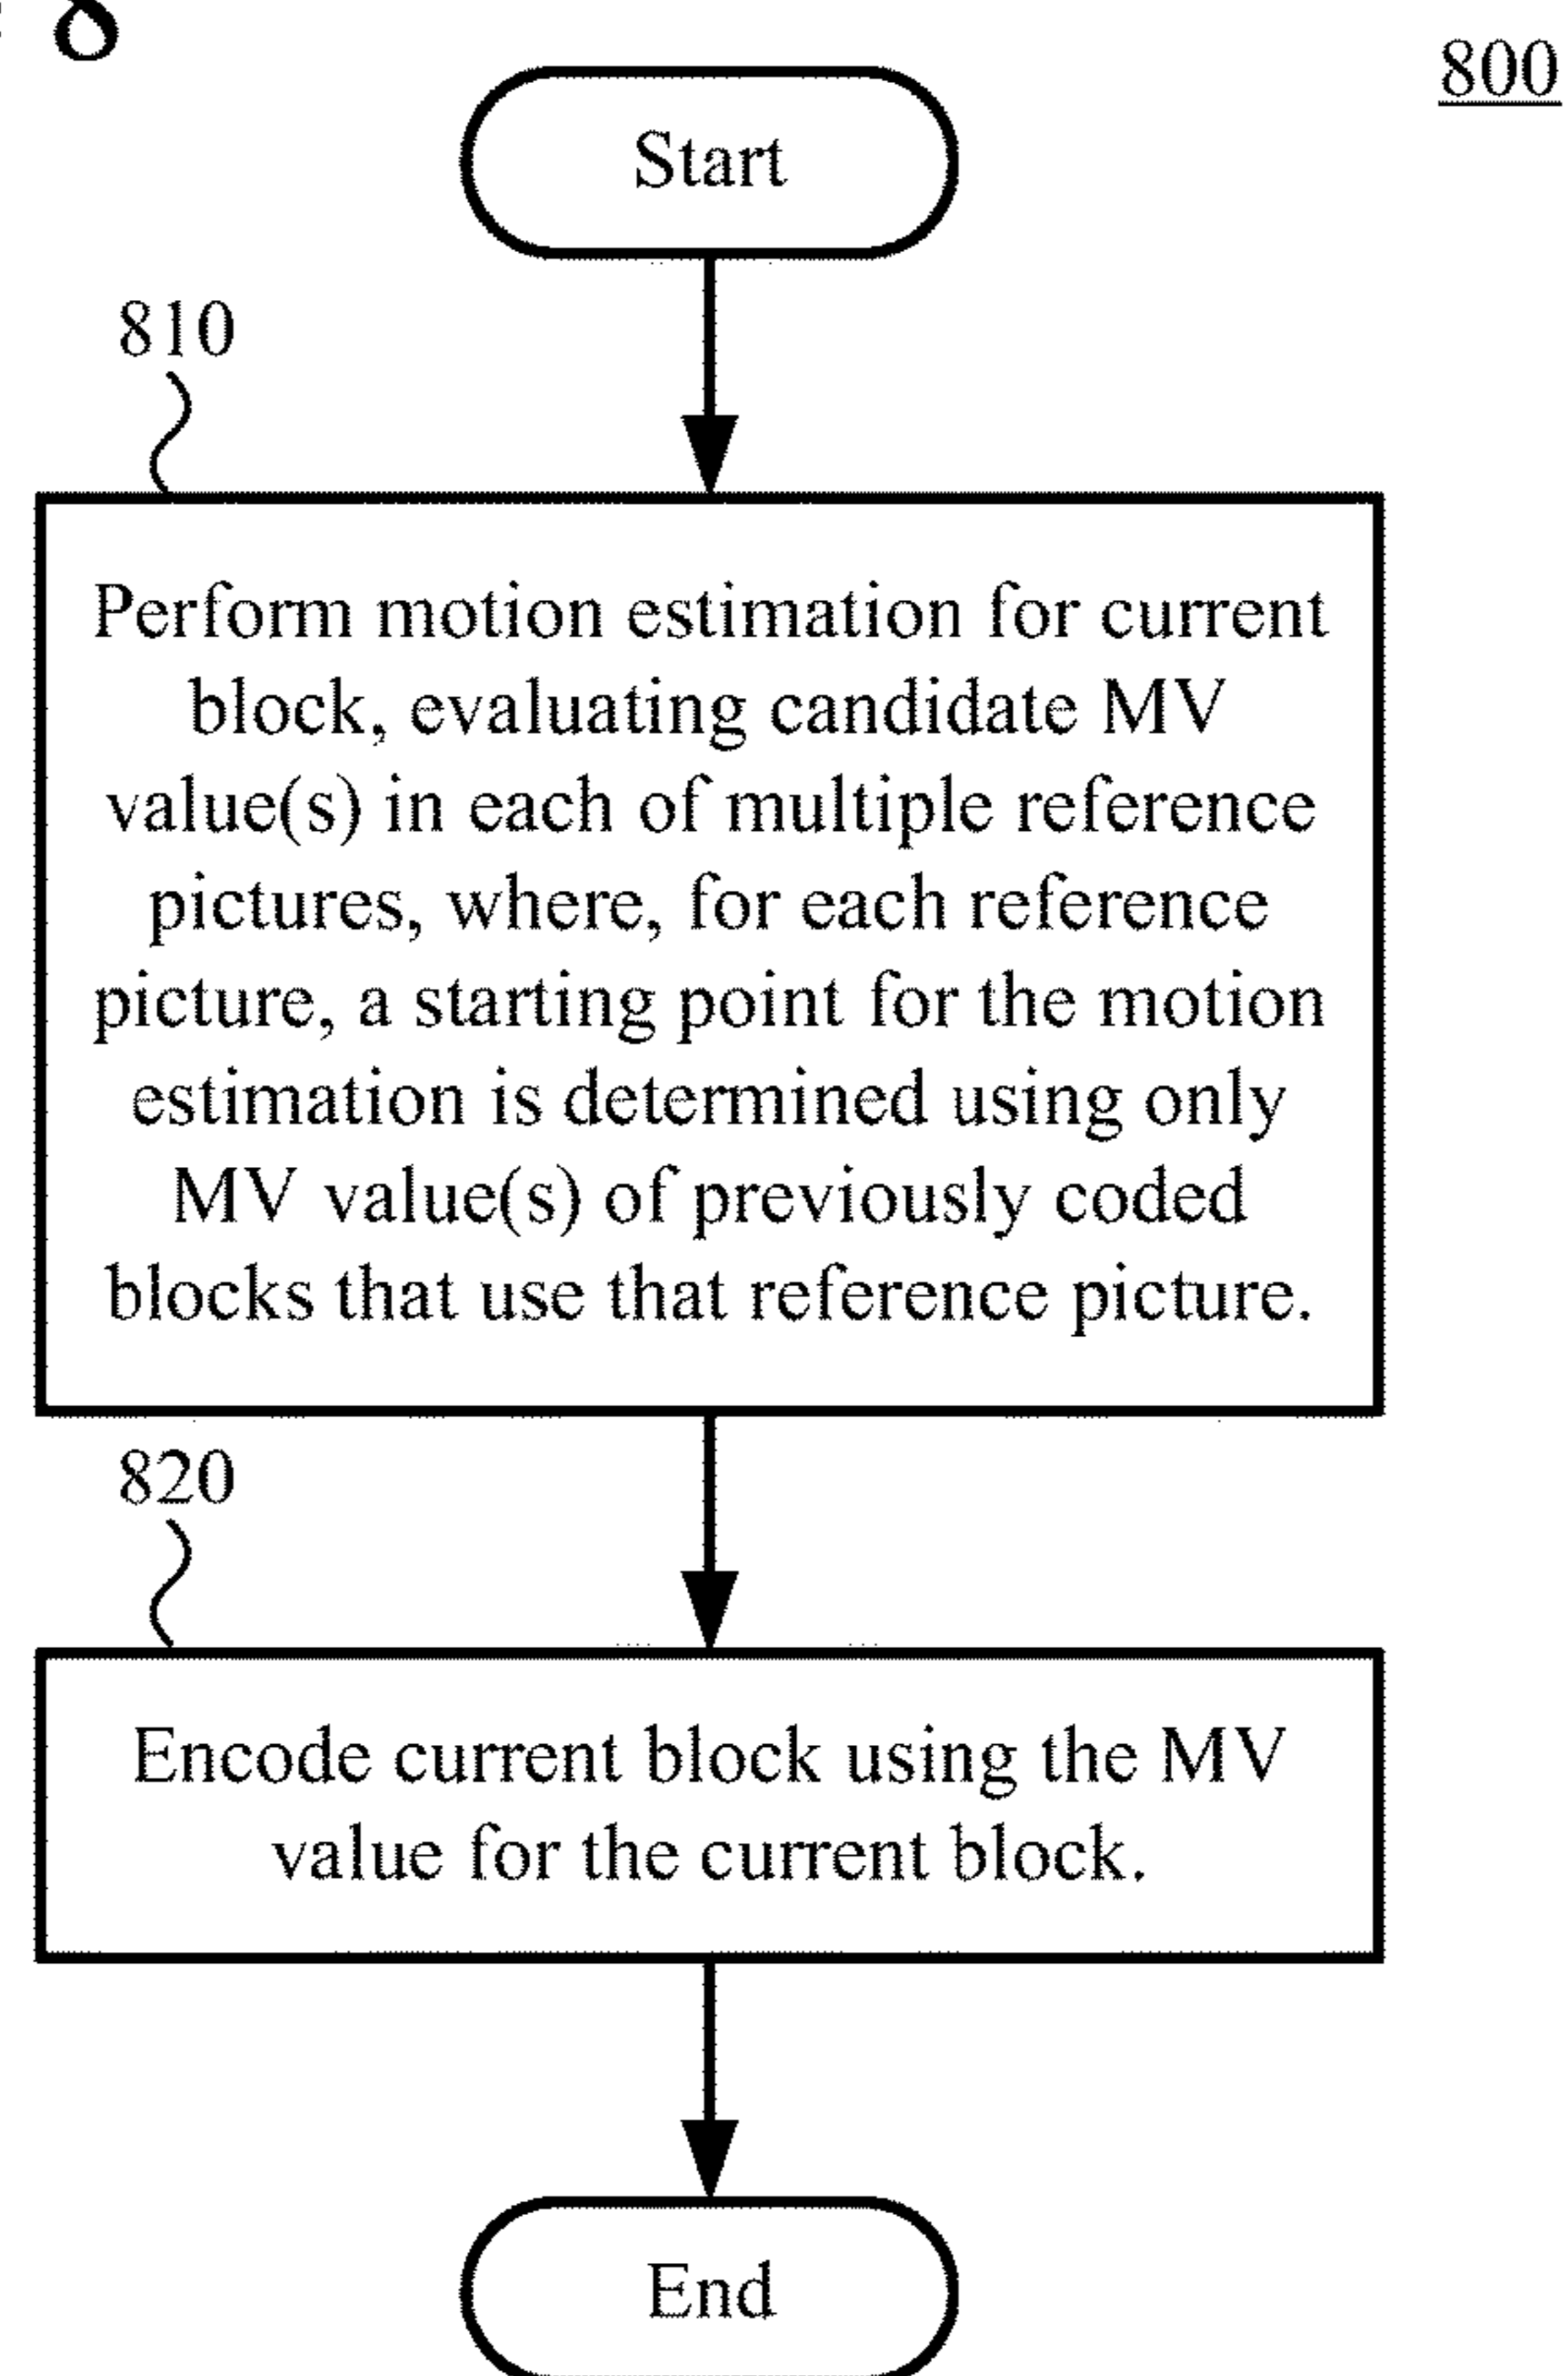 8
800
Start
810
Perform motion estimation for current
block, evaluating candidate MV
value(s) in each of multiple reference
pictures, where, for each reference
picture, a starting point for the motion
estimation is determined using only
MV value(s) of previously coded
blocks that use that reference picture.
820
Encode current block using the MV
value for the current block.
End